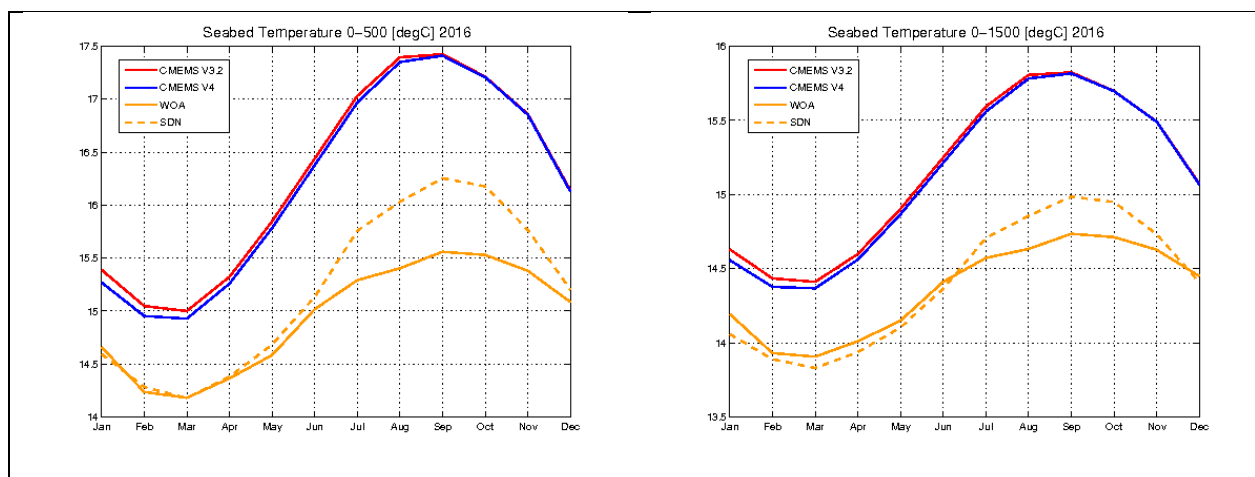 Seabed Temperature 0–500 [degC] 2016
17.5
17
16.5
16
15.5
15
14.5
14
CMEMS V3.2
CMEMS V4
WOA
SDN
Jan Feb Mar Apr May Jun Jul Aug Sep Oct Nov Dec
Seabed Temperature 0–1500 [degC] 2016
16
15.5
15
14.5
14
13.5
CMEMS V3.2
CMEMS V4
WOA
SDN
Jan Feb Mar Apr May Jun Jul Aug Sep Oct Nov Dec